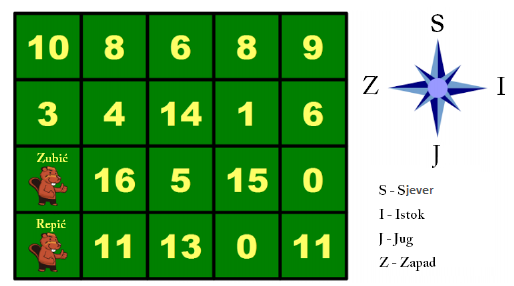 10 8 6 8 9
3 4 14 1 6
Zubić 16 5 15 0
Repić 11 13 0 11
S
Z I
J
S - Sjever
I - Istok
J - Jug
Z - Zapad